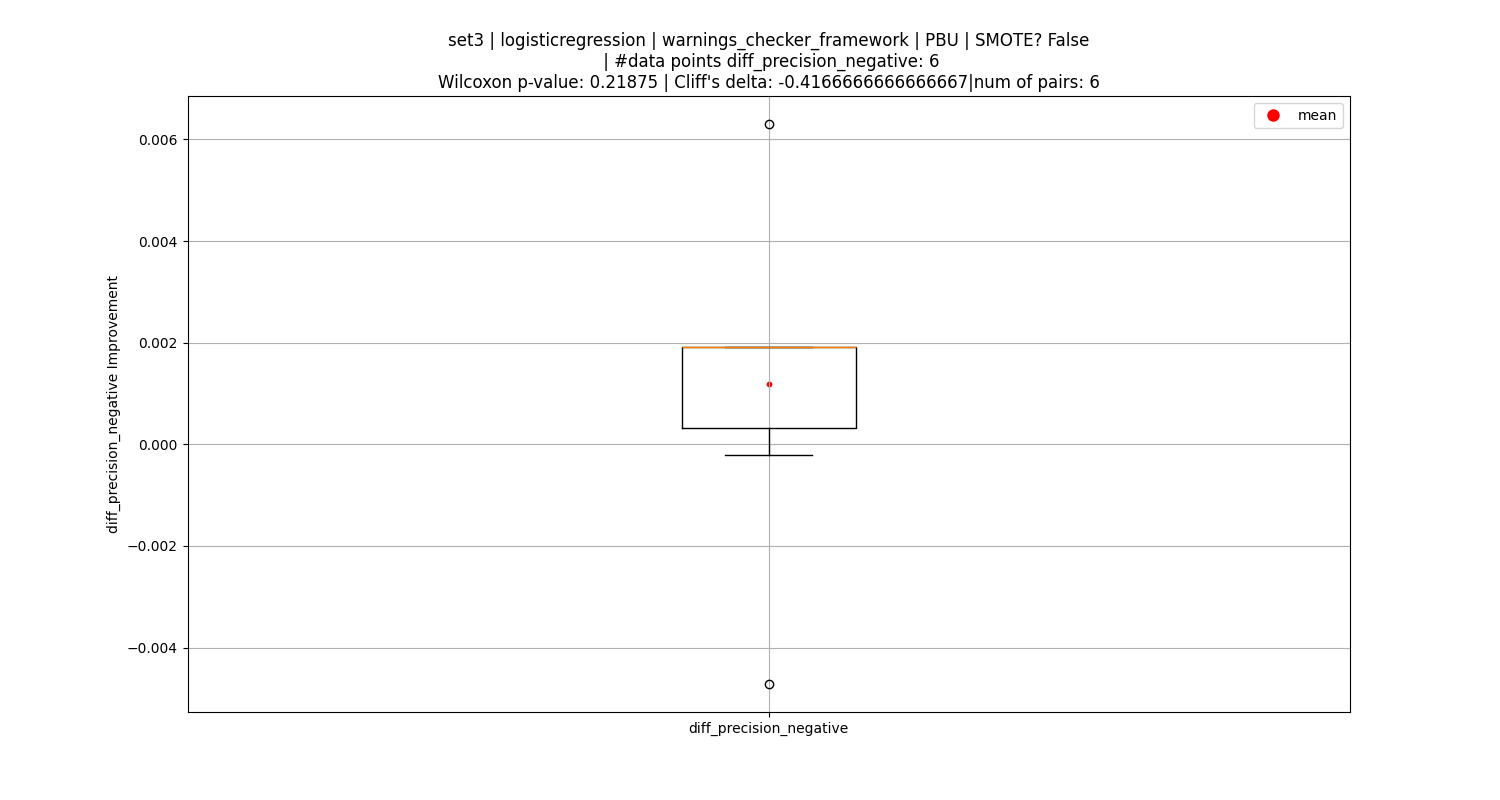 set3 | logisticregression | warnings_checker_framework | PBU | SMOTE? False
| #data points diff_precision_negative: 6
Wilcoxon p-value: 0.21875 | Cliff's delta: -0.4166666666666667|num of pairs: 6
mean
0.006
0.004
0.002
0.000
−0.002
−0.004
diff_precision_negative Improvement
diff_precision_negative